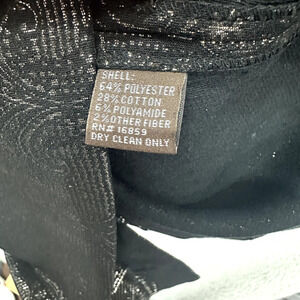 SHELL:
64% POLYESTER
28% COTTON
6% POLYAMIDE
2% OTHER FIBER
RN# 16859
DRY CLEAN ONLY